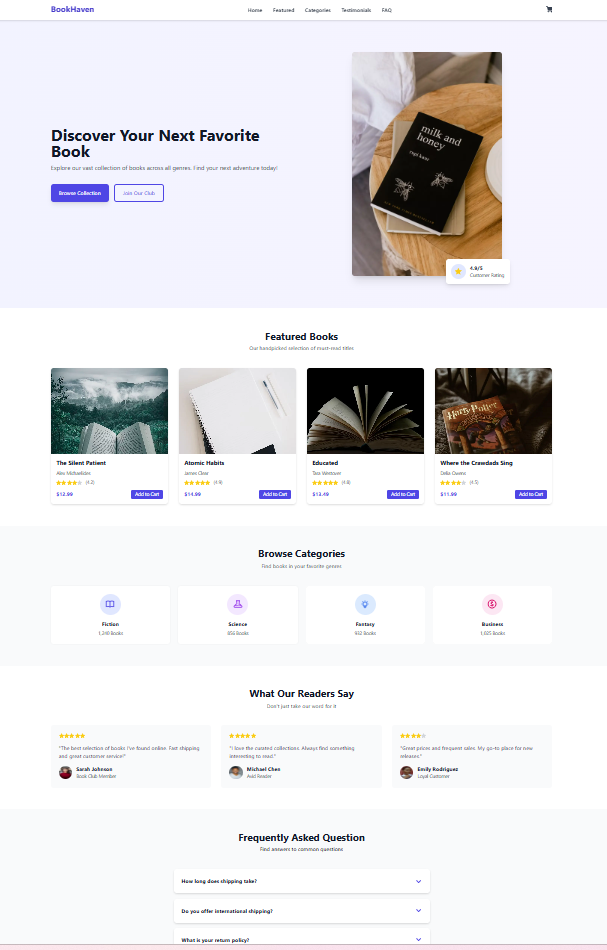 BookHaven
Home Featured Categories Testimonials FAQ
Discover Your Next Favorite
Book
Explore our vast collection of books across all genres. Find your next adventure today!
Browse Collection Join Our Club
milk and
honey
rupi kaur
4.9/5
Customer Rating
Featured Books
Our handpicked selection of must-read titles
Harry Potter
The Silent Patient Atomic Habits Educated Where the Crawdads Sing
Alex Michaelides James Clear Tara Westover Delia Owens
(4.2) (4.9) (4.8) (4.5)
$12.99 Add to Cart $14.99 Add to Cart $13.49 Add to Cart $11.99 Add to Cart
Browse Categories
Find books in your favorite genres
Fiction Science Fantasy Business
1,240 Books 856 Books 932 Books 1,025 Books
What Our Readers Say
Don't just take our word for it
"The best selection of books I've found online. Fast shipping
and great customer service!"
Sarah Johnson
Book Club Member
"I love the curated collections. Always find something
interesting to read."
Michael Chen
Avid Reader
"Great prices and frequent sales. My go-to place for new
releases."
Emily Rodriguez
Loyal Customer
Frequently Asked Question
Find answers to common questions
How long does shipping take?
Do you offer international shipping?
What is your return policy?